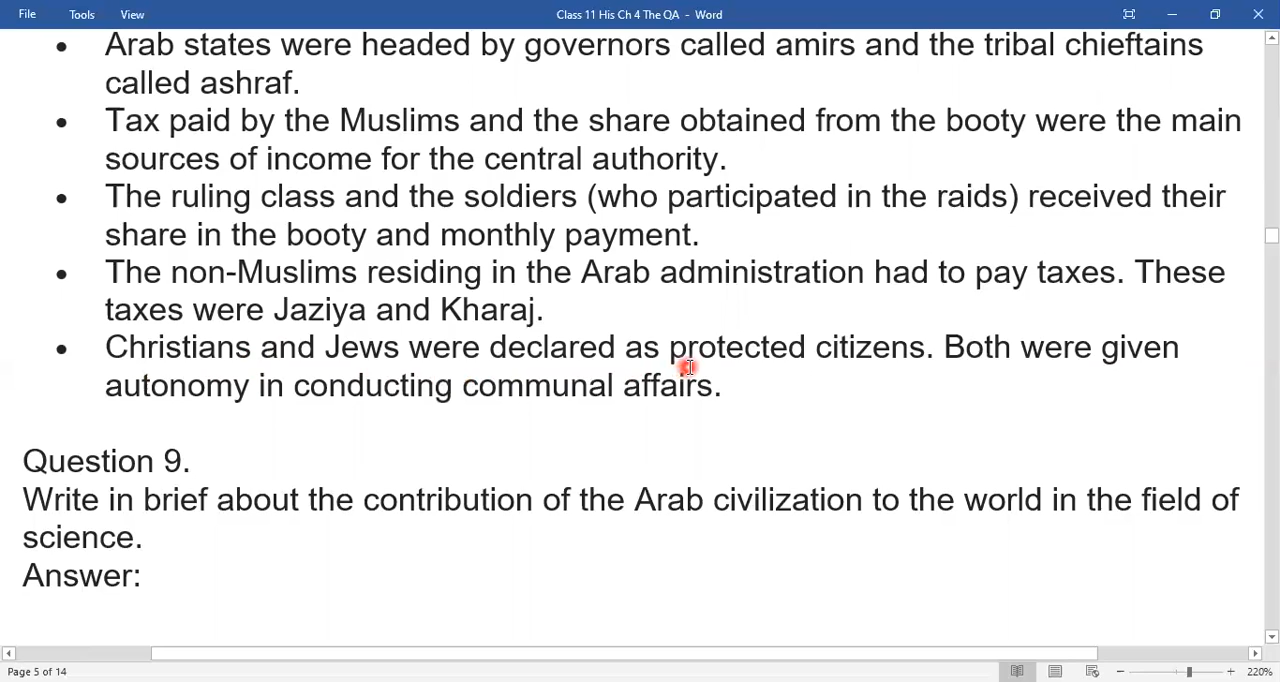 File Tools View Class 11 His Ch 4 The QA - Word
• Arab states were headed by governors called amirs and the tribal chieftains
called ashraf.
• Tax paid by the Muslims and the share obtained from the booty were the main
sources of income for the central authority.
• The ruling class and the soldiers (who participated in the raids) received their
share in the booty and monthly payment.
• The non-Muslims residing in the Arab administration had to pay taxes. These
taxes were Jaziya and Kharaj.
• Christians and Jews were declared as protected citizens. Both were given
autonomy in conducting communal affairs.
Question 9.
Write in brief about the contribution of the Arab civilization to the world in the field of
science.
Answer:
Page 5 of 14 220%